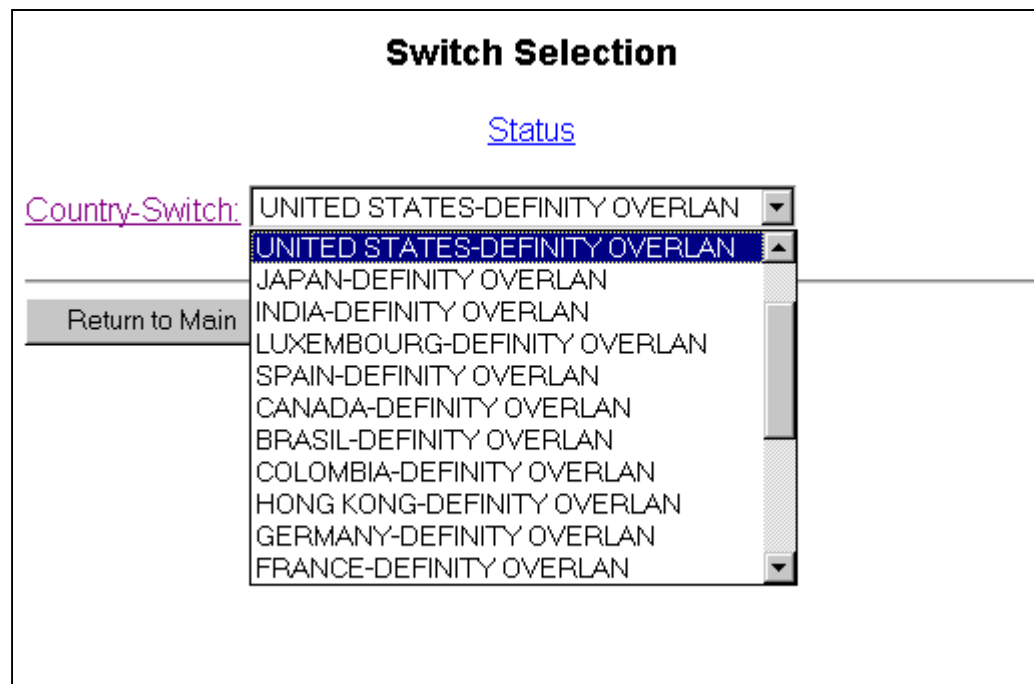 Switch Selection
Status
Country-Switch: UNITED STATES-DEFINITY OVERLAN
UNITED STATES-DEFINITY OVERLAN
JAPAN-DEFINITY OVERLAN
INDIA-DEFINITY OVERLAN
LUXEMBOURG-DEFINITY OVERLAN
SPAIN-DEFINITY OVERLAN
CANADA-DEFINITY OVERLAN
BRASIL-DEFINITY OVERLAN
COLOMBIA-DEFINITY OVERLAN
HONG KONG-DEFINITY OVERLAN
GERMANY-DEFINITY OVERLAN
FRANCE-DEFINITY OVERLAN
Return to Main